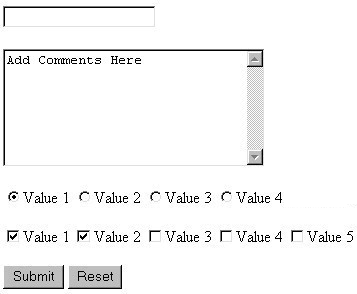 Add Comments Here
Value 1 Value 2 Value 3 Value 4
Value 1 Value 2 Value 3 Value 4 Value 5
Submit Reset